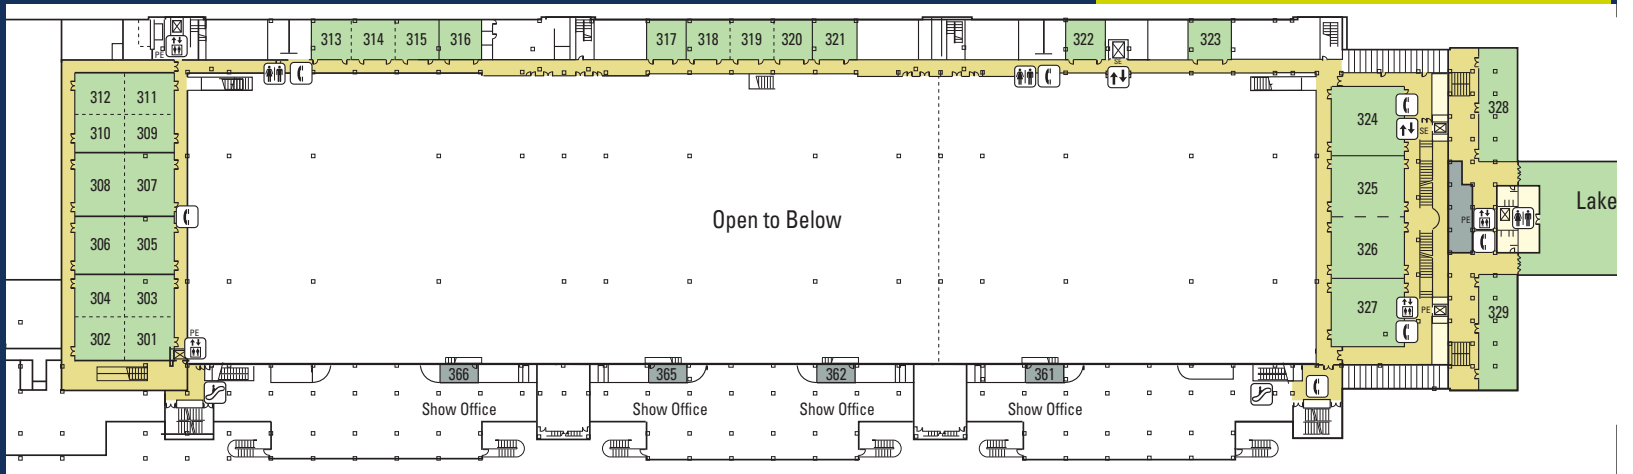 313 314 315 316 317 318 319 320 321 322 323
PE
SE
312 311
310 309
308 307
306 305
304 303
302 301
PE
Open to Below
324
SE
325
326
327
PE
328
PE
Lake
329
366 365 362 361
Show Office Show Office Show Office Show Office